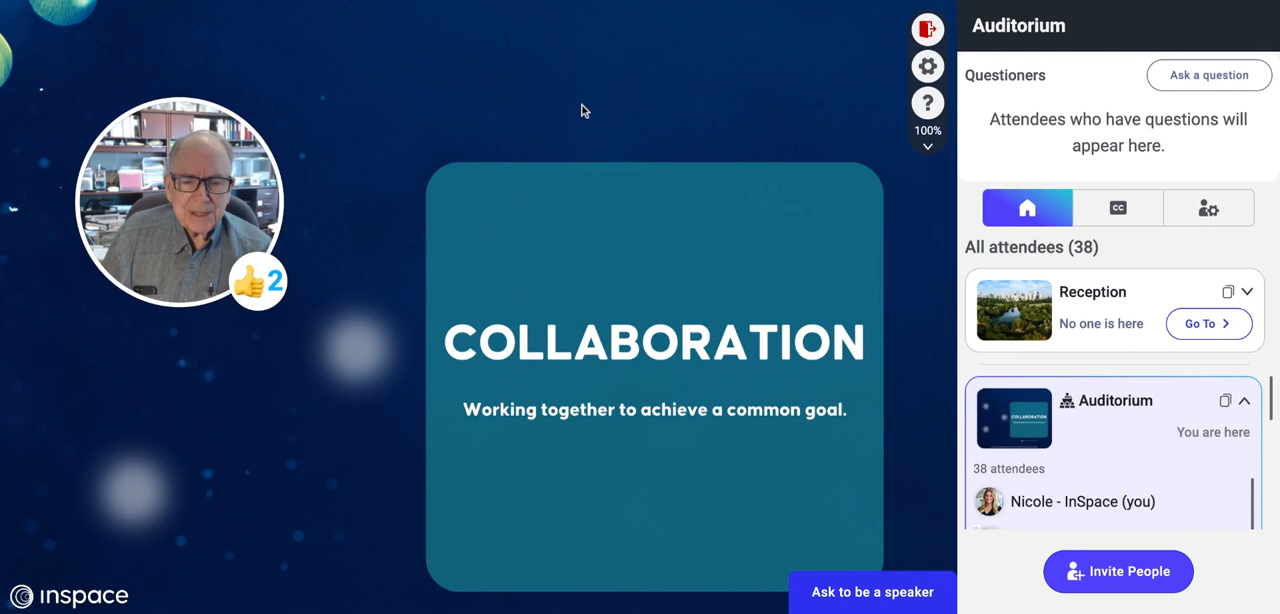 2
COLLABORATION
Working together to achieve a common goal.
inspace
?
100%
Ask to be a speaker
Auditorium
Questioners
Ask a question
Attendees who have questions will
appear here.
CC
All attendees (38)
Reception
No one is here
Go To
Auditorium
You are here
38 attendees
Nicole - InSpace (you)
Invite People